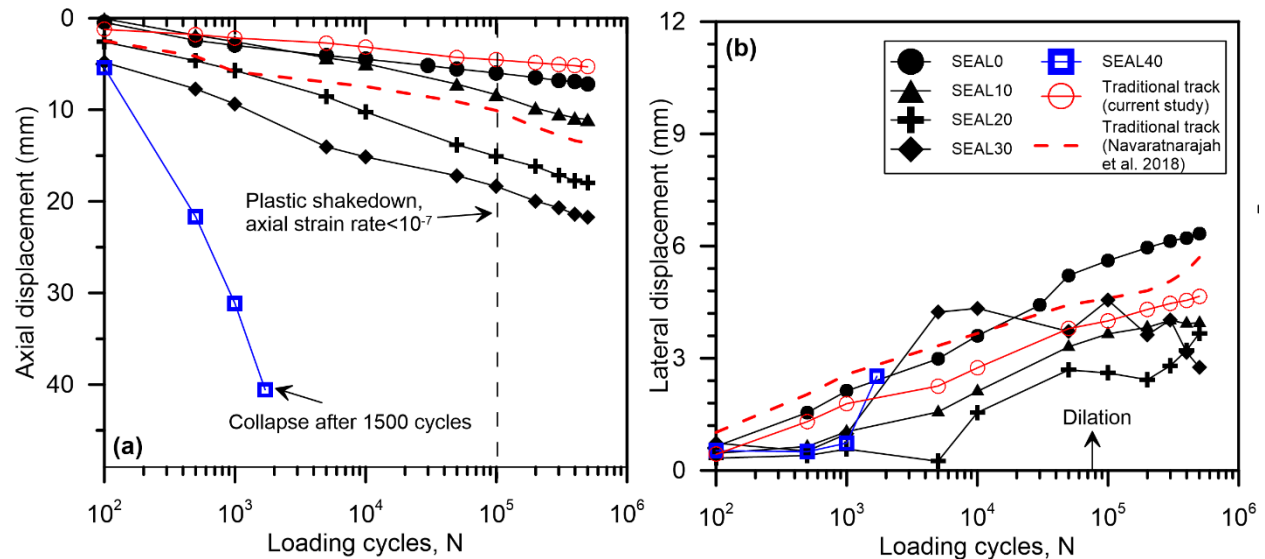 0
10
20
30
40
Axial displacement (mm)
Plastic shakedown,
axial strain rate<10⁻⁷
Collapse after 1500 cycles
(a)
10² 10³ 10⁴ 10⁵ 10⁶
Loading cycles, N
12
9
6
3
0
Lateral displacement (mm)
(b)
SEAL0
SEAL10
SEAL20
SEAL30
SEAL40
Traditional track
(current study)
Traditional track
(Navaratnarajah
et al. 2018)
Dilation
10² 10³ 10⁴ 10⁵ 10⁶
Loading cycles, N